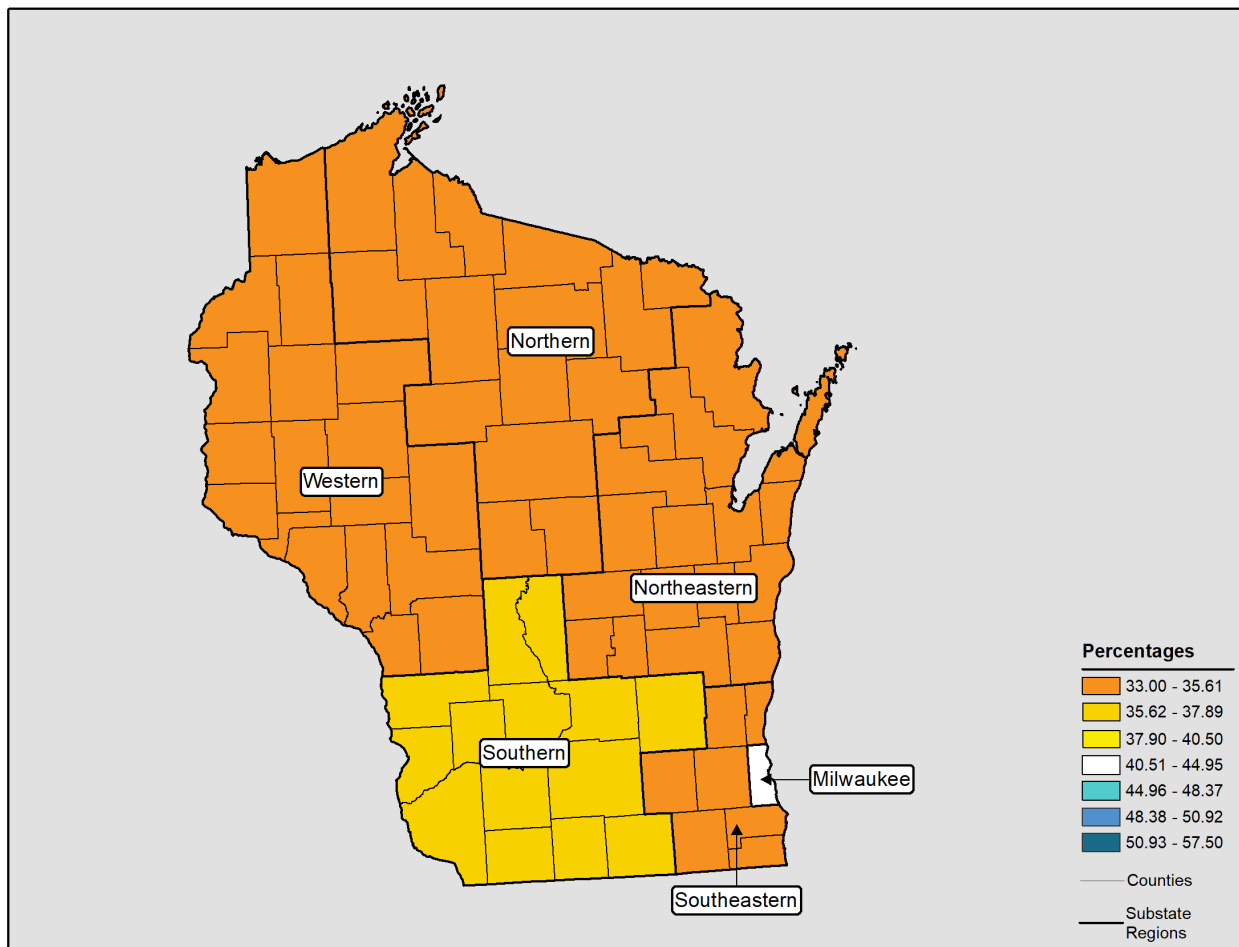 Northern
Western
Northeastern
Southern
Milwaukee
Southeastern
Percentages
33.00 - 35.61
35.62 - 37.89
37.90 - 40.50
40.51 - 44.95
44.96 - 48.37
48.38 - 50.92
50.93 - 57.50
Counties
Substate
Regions